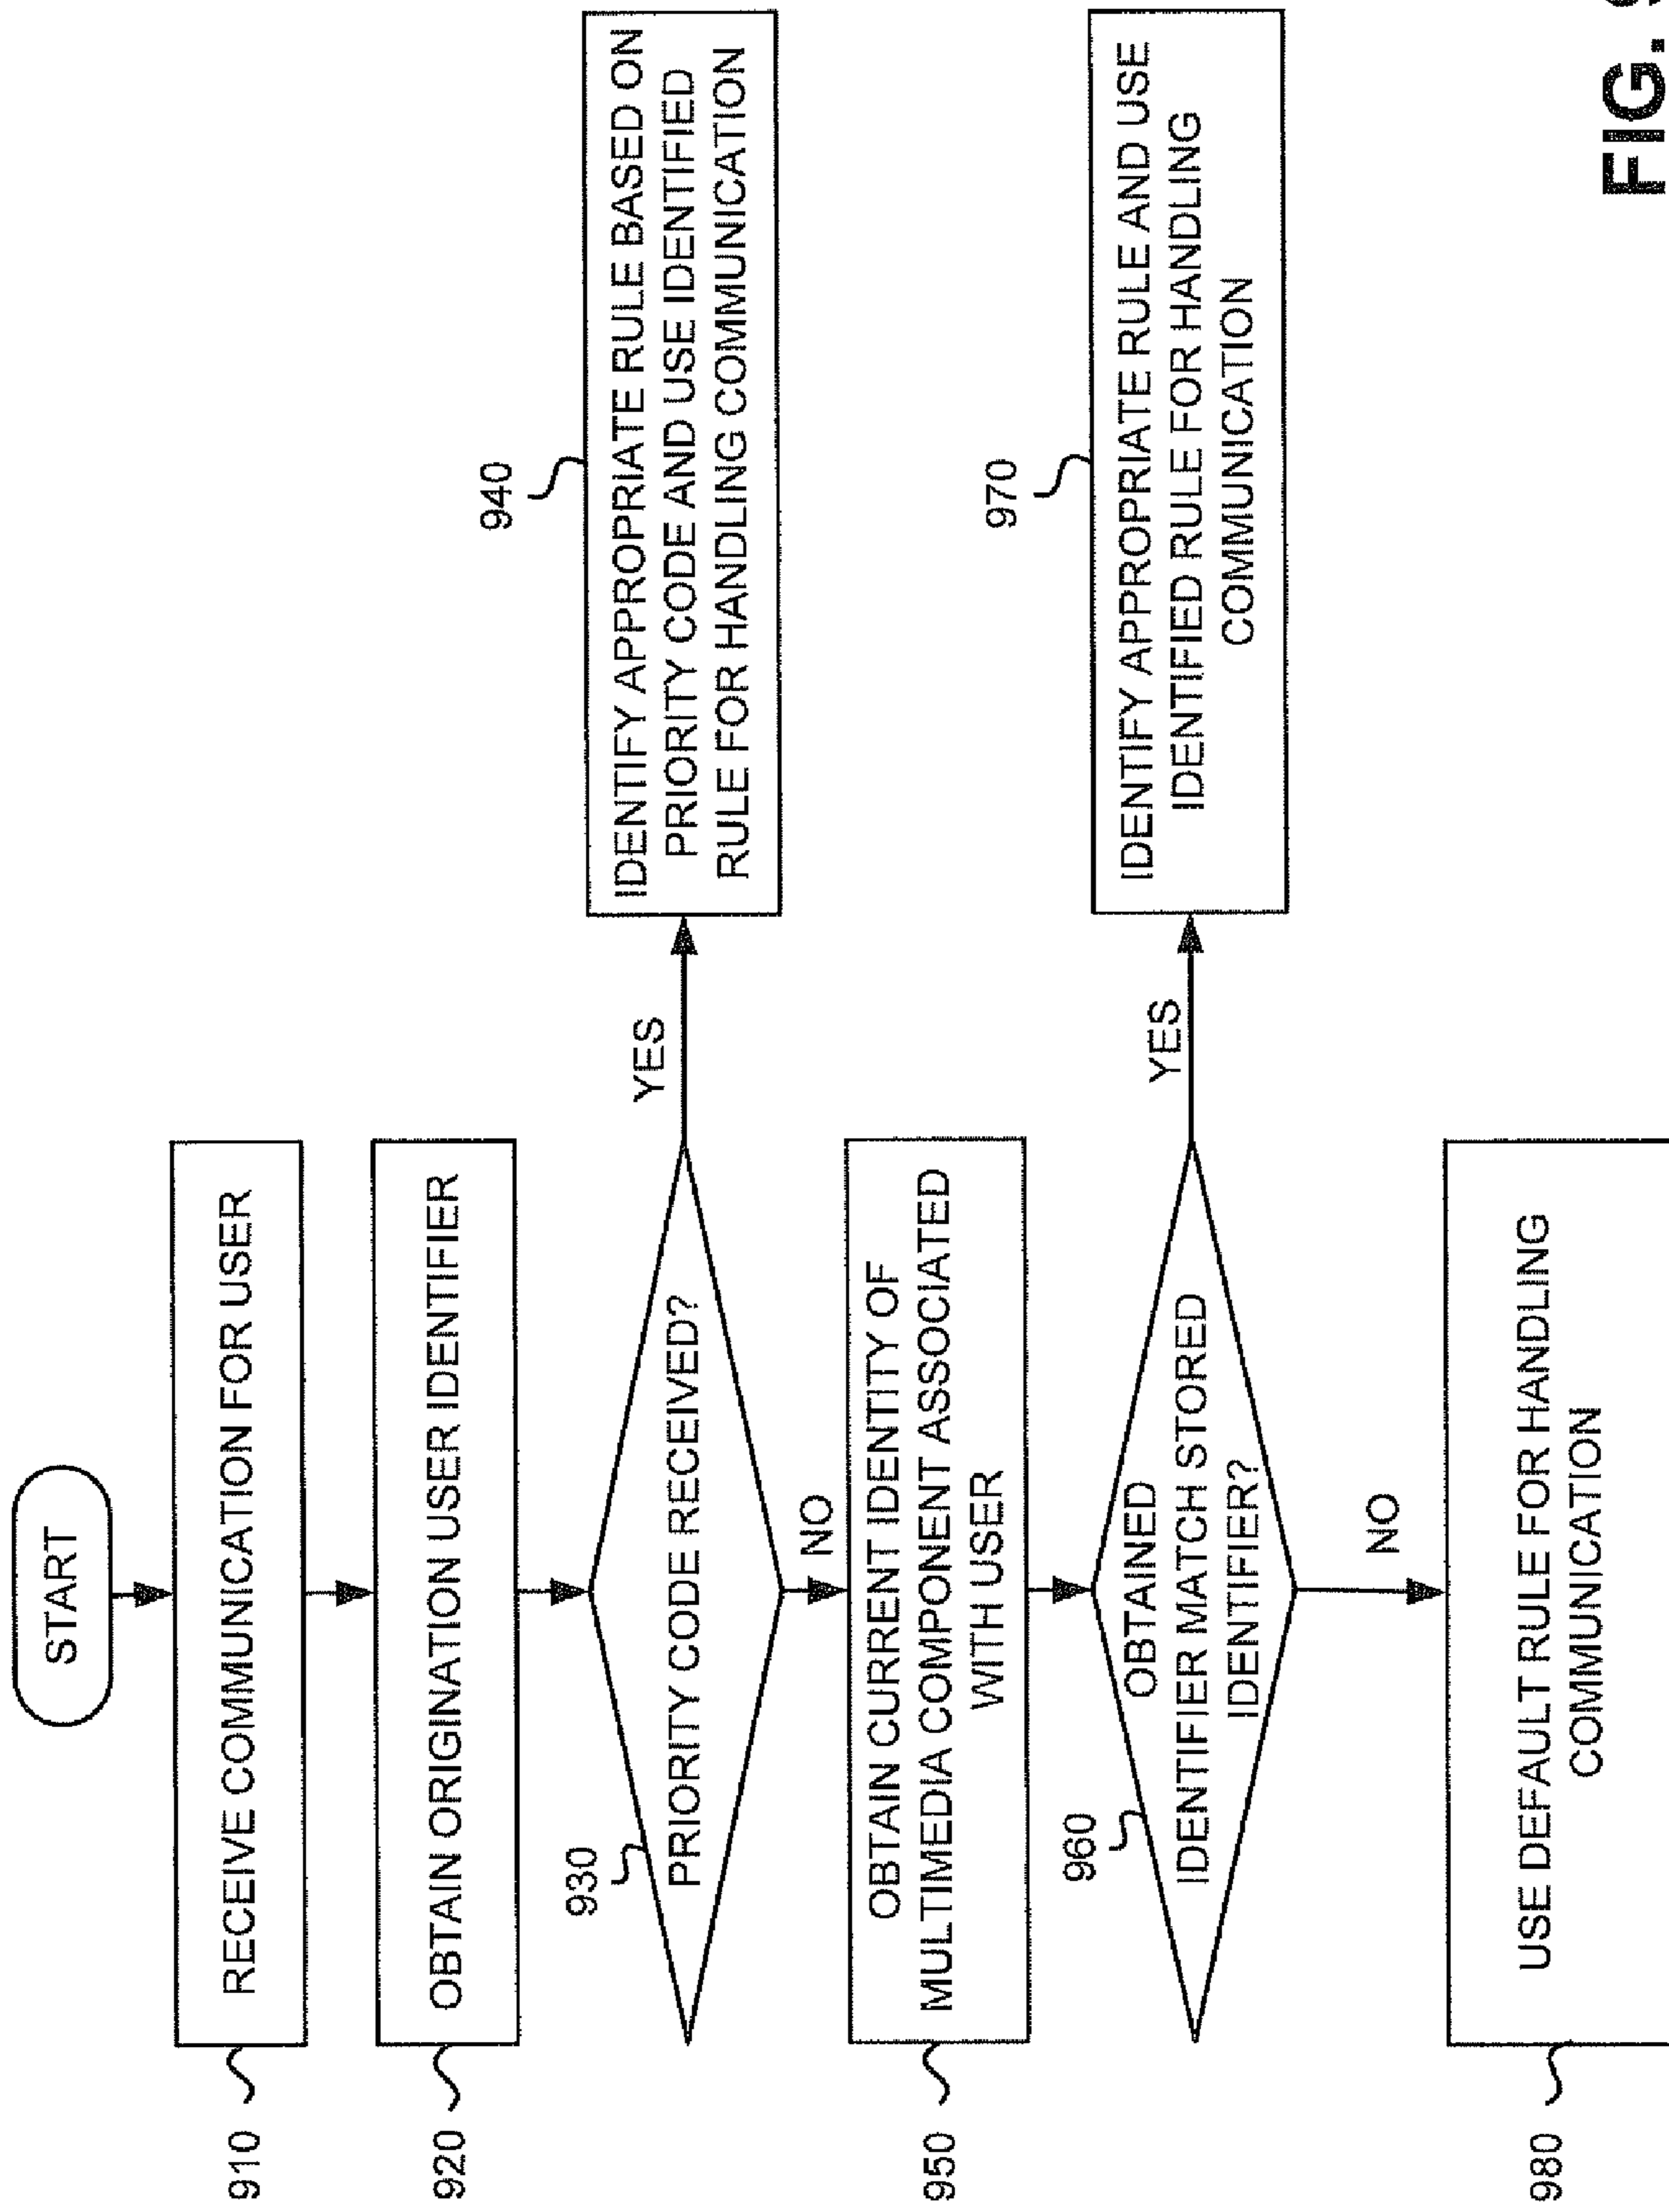 START
910
RECEIVE COMMUNICATION FOR USER
920
OBTAIN ORIGINATION USER IDENTIFIER
930
PRIORITY CODE RECEIVED?
YES
940
IDENTIFY APPROPRIATE RULE BASED ON
PRIORITY CODE AND USE IDENTIFIED
RULE FOR HANDLING COMMUNICATION
NO
950
OBTAIN CURRENT IDENTITY OF
MULTIMEDIA COMPONENT ASSOCIATED
WITH USER
960
OBTAINED
IDENTIFIER MATCH STORED
IDENTIFIER?
YES
970
IDENTIFY APPROPRIATE RULE AND USE
IDENTIFIED RULE FOR HANDLING
COMMUNICATION
NO
980
USE DEFAULT RULE FOR HANDLING
COMMUNICATION
FIG.